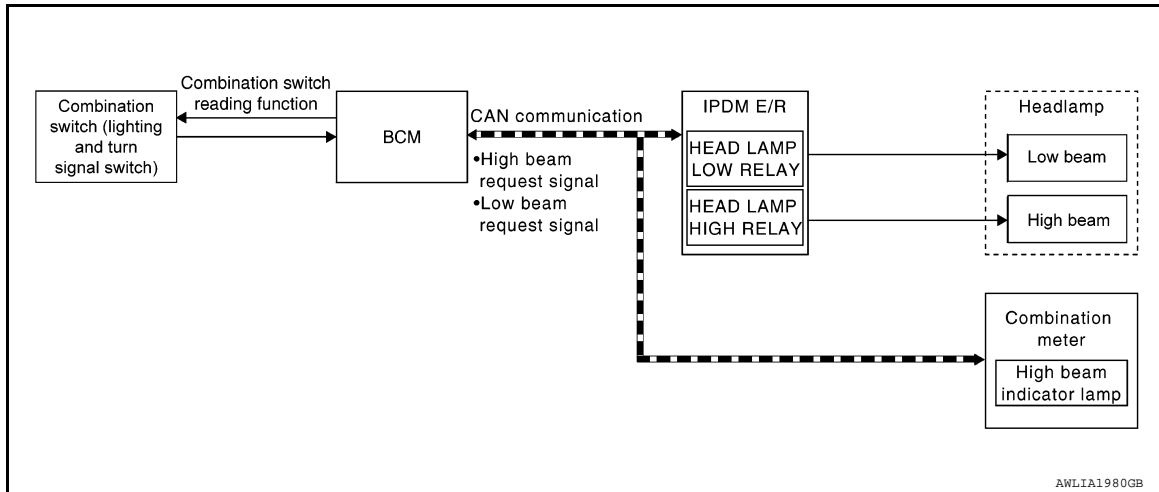 Combination switch
reading function
Combination
switch (lighting
and turn
signal switch)
BCM
CAN communication
•High beam
request signal
•Low beam
request signal
IPDM E/R
HEAD LAMP
LOW RELAY
HEAD LAMP
HIGH RELAY
Headlamp
Low beam
High beam
Combination
meter
High beam
indicator lamp
AWLIA1980GB